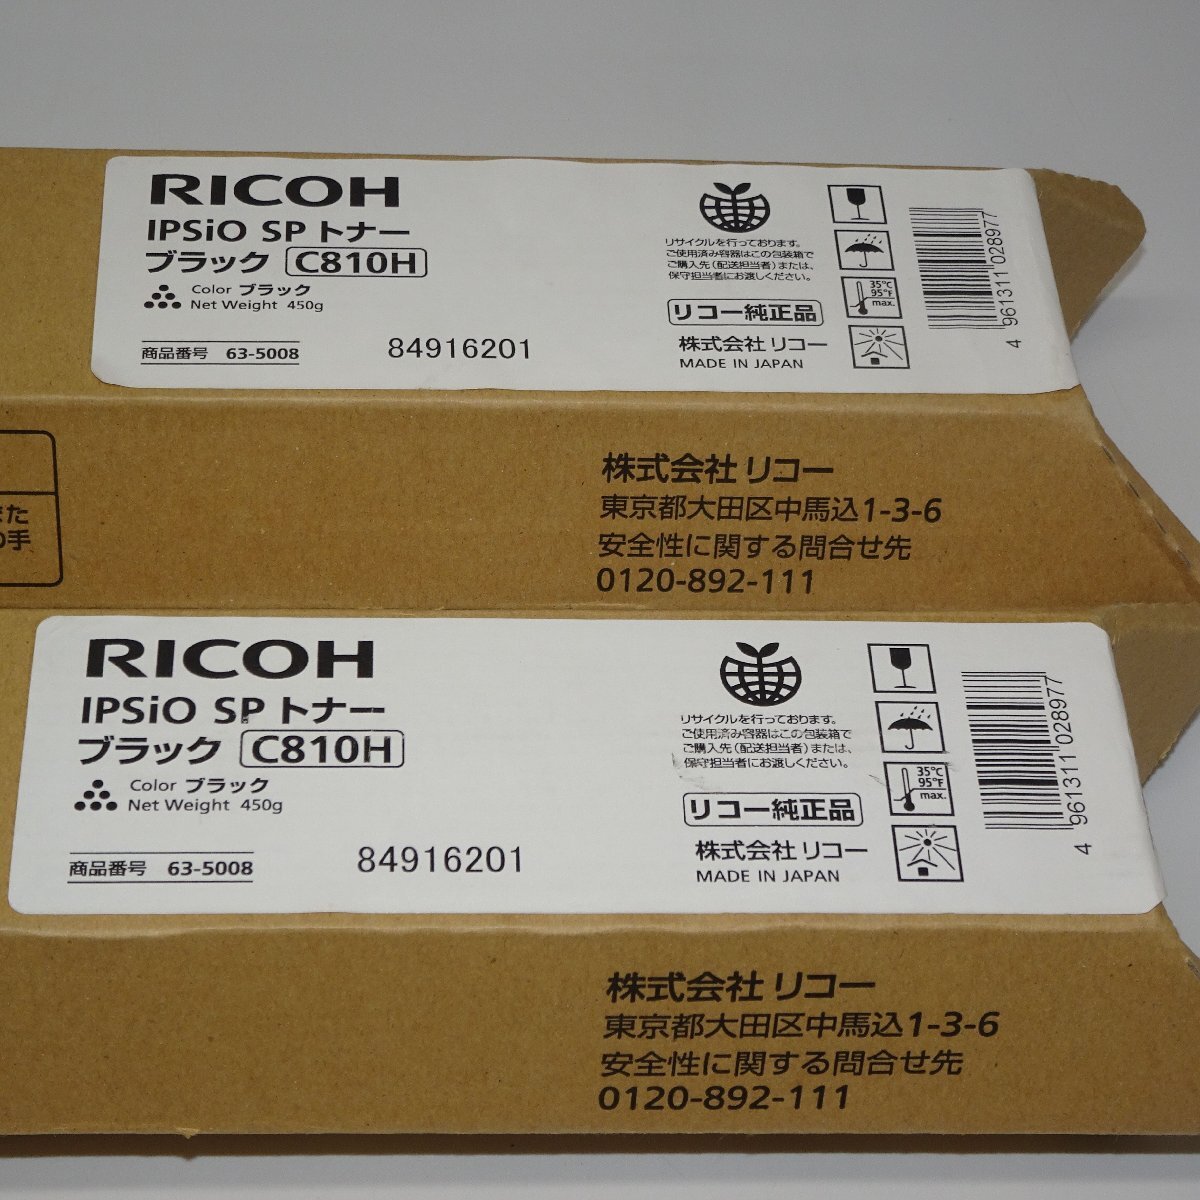 RICOH
IPSiO SP トナー
ブラック C810H
Color ブラック
Net Weight 450g
商品番号 63-5008
84916201
リサイクルを行っております。
ご使用済み容器はこの包装箱で
ご購入先（配送担当者）または、
保守担当者にお渡しください。
リコー純正品
株式会社 リコー
MADE IN JAPAN
35℃
95°F
max.
4 961311 028977
また
の手
株式会社 リコー
東京都大田区中馬込1-3-6
安全性に関する問合せ先
0120-892-111
RICOH
IPSiO SP トナー
ブラック C810H
Color ブラック
Net Weight 450g
商品番号 63-5008
84916201
リサイクルを行っております。
ご使用済み容器はこの包装箱で
ご購入先（配送担当者）または、
保守担当者にお渡しください。
リコー純正品
株式会社 リコー
MADE IN JAPAN
35℃
95°F
max.
4 961311 028977
株式会社 リコー
東京都大田区中馬込1-3-6
安全性に関する問合せ先
0120-892-111